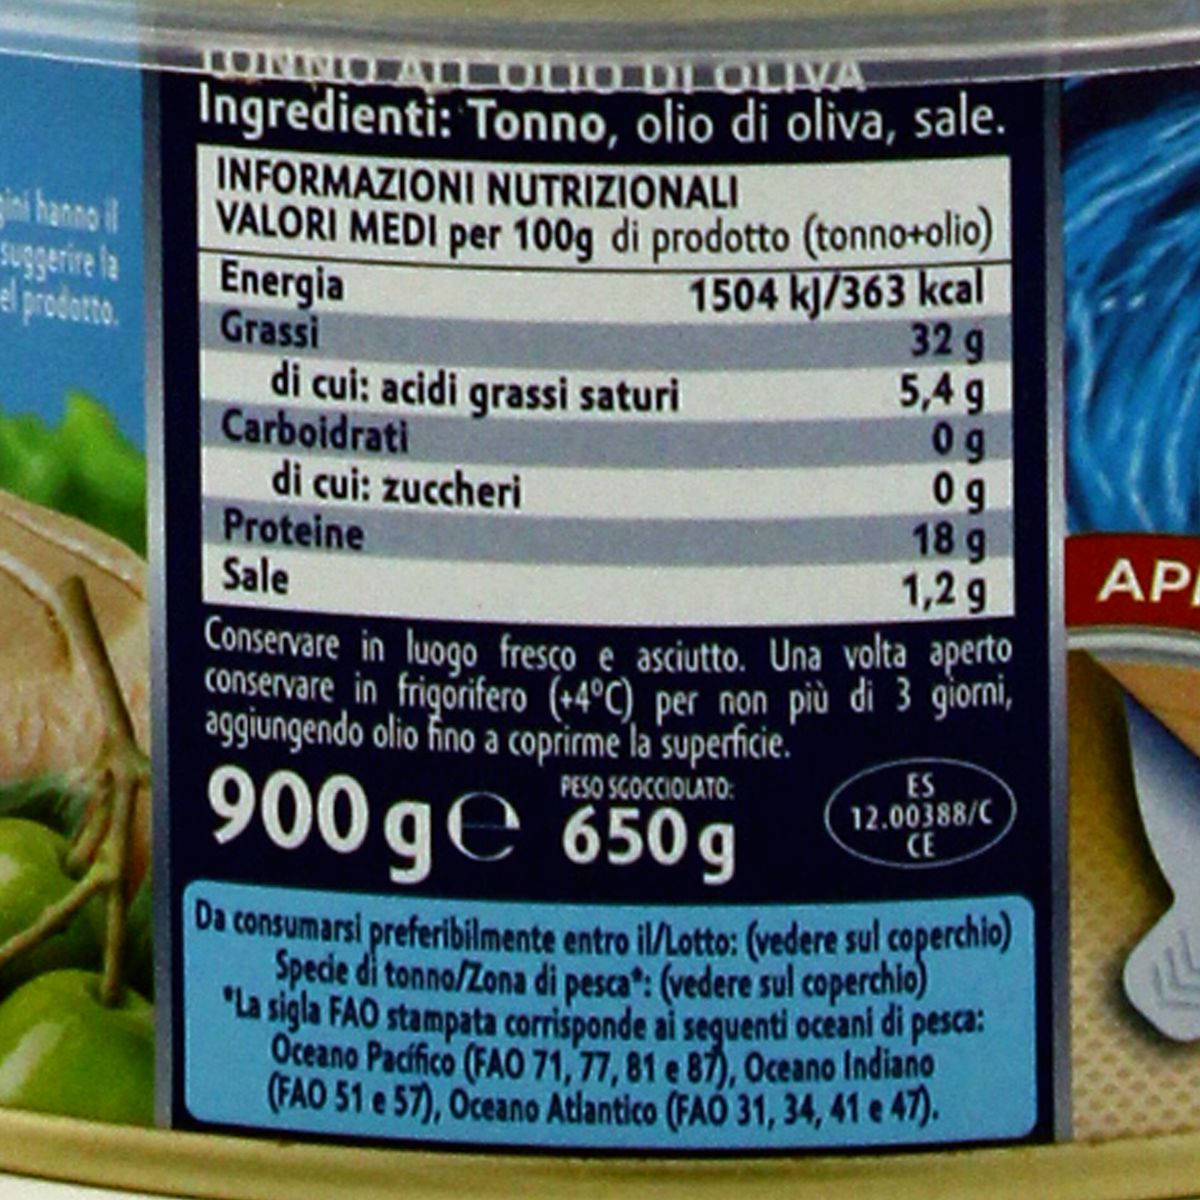 TONNO ALL'OLIO DI OLIVA
Ingredienti: Tonno, olio di oliva, sale.
INFORMAZIONI NUTRIZIONALI
VALORI MEDI per 100g di prodotto (tonno+olio)
Energia 1504 kJ/363 kcal
Grassi 32 g
di cui: acidi grassi saturi 5,4 g
Carboidrati 0 g
di cui: zuccheri 0 g
Proteine 18 g
Sale 1,2 g
Conservare in luogo fresco e asciutto. Una volta aperto
conservare in frigorifero (+4°C) per non più di 3 giorni,
aggiungendo olio fino a coprirne la superficie.
900 g e
PESO SGOCCIOLATO:
650 g
ES
12.00388/C
CE
Da consumarsi preferibilmente entro il/Lotto: (vedere sul coperchio)
Specie di tonno/Zona di pesca*: (vedere sul coperchio)
*La sigla FAO stampata corrisponde ai seguenti oceani di pesca:
Oceano Pacifico (FAO 71, 77, 81 e 87), Oceano Indiano
(FAO 51 e 57), Oceano Atlantico (FAO 31, 34, 41 e 47).
hanno il
suggerire la
prodotto.